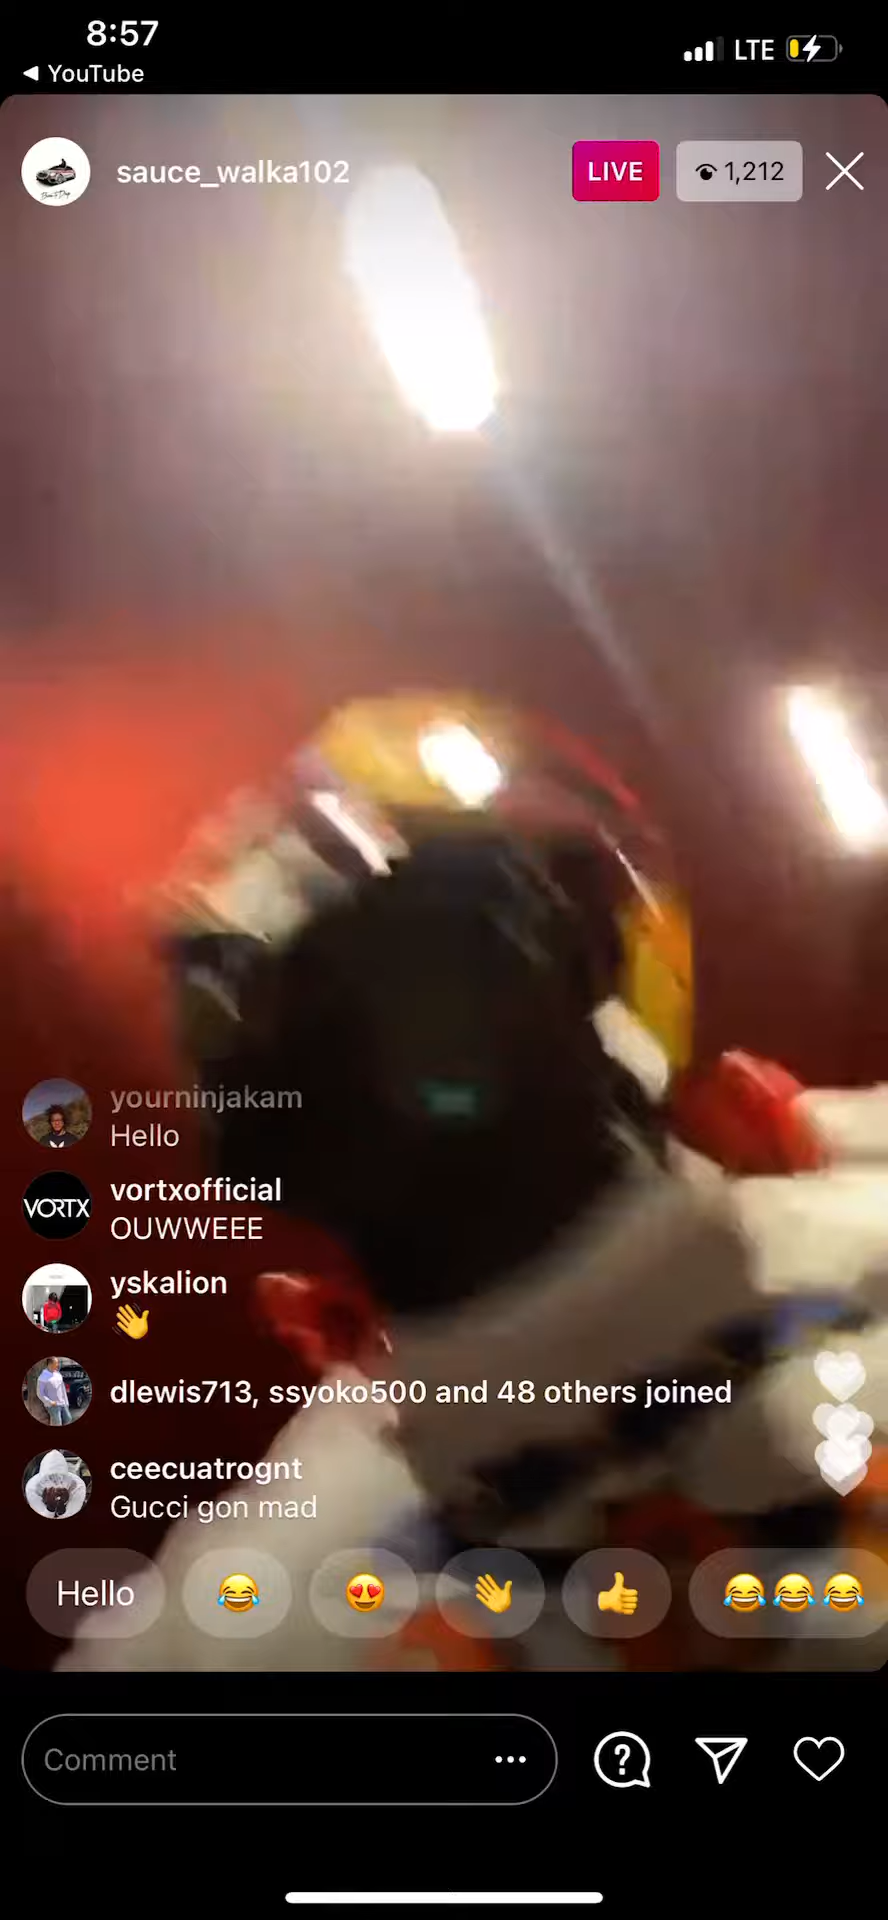 8:57
LTE
◀ YouTube
sauce_walka102
LIVE
1,212
yourninjakam
Hello
vortxofficial
OUWWEEE
VORTX
yskalion
👋
dlewis713, ssyoko500 and 48 others joined
ceecuatrognt
Gucci gon mad
Hello 😂 😍 👋 👍 😂😂😂
Comment